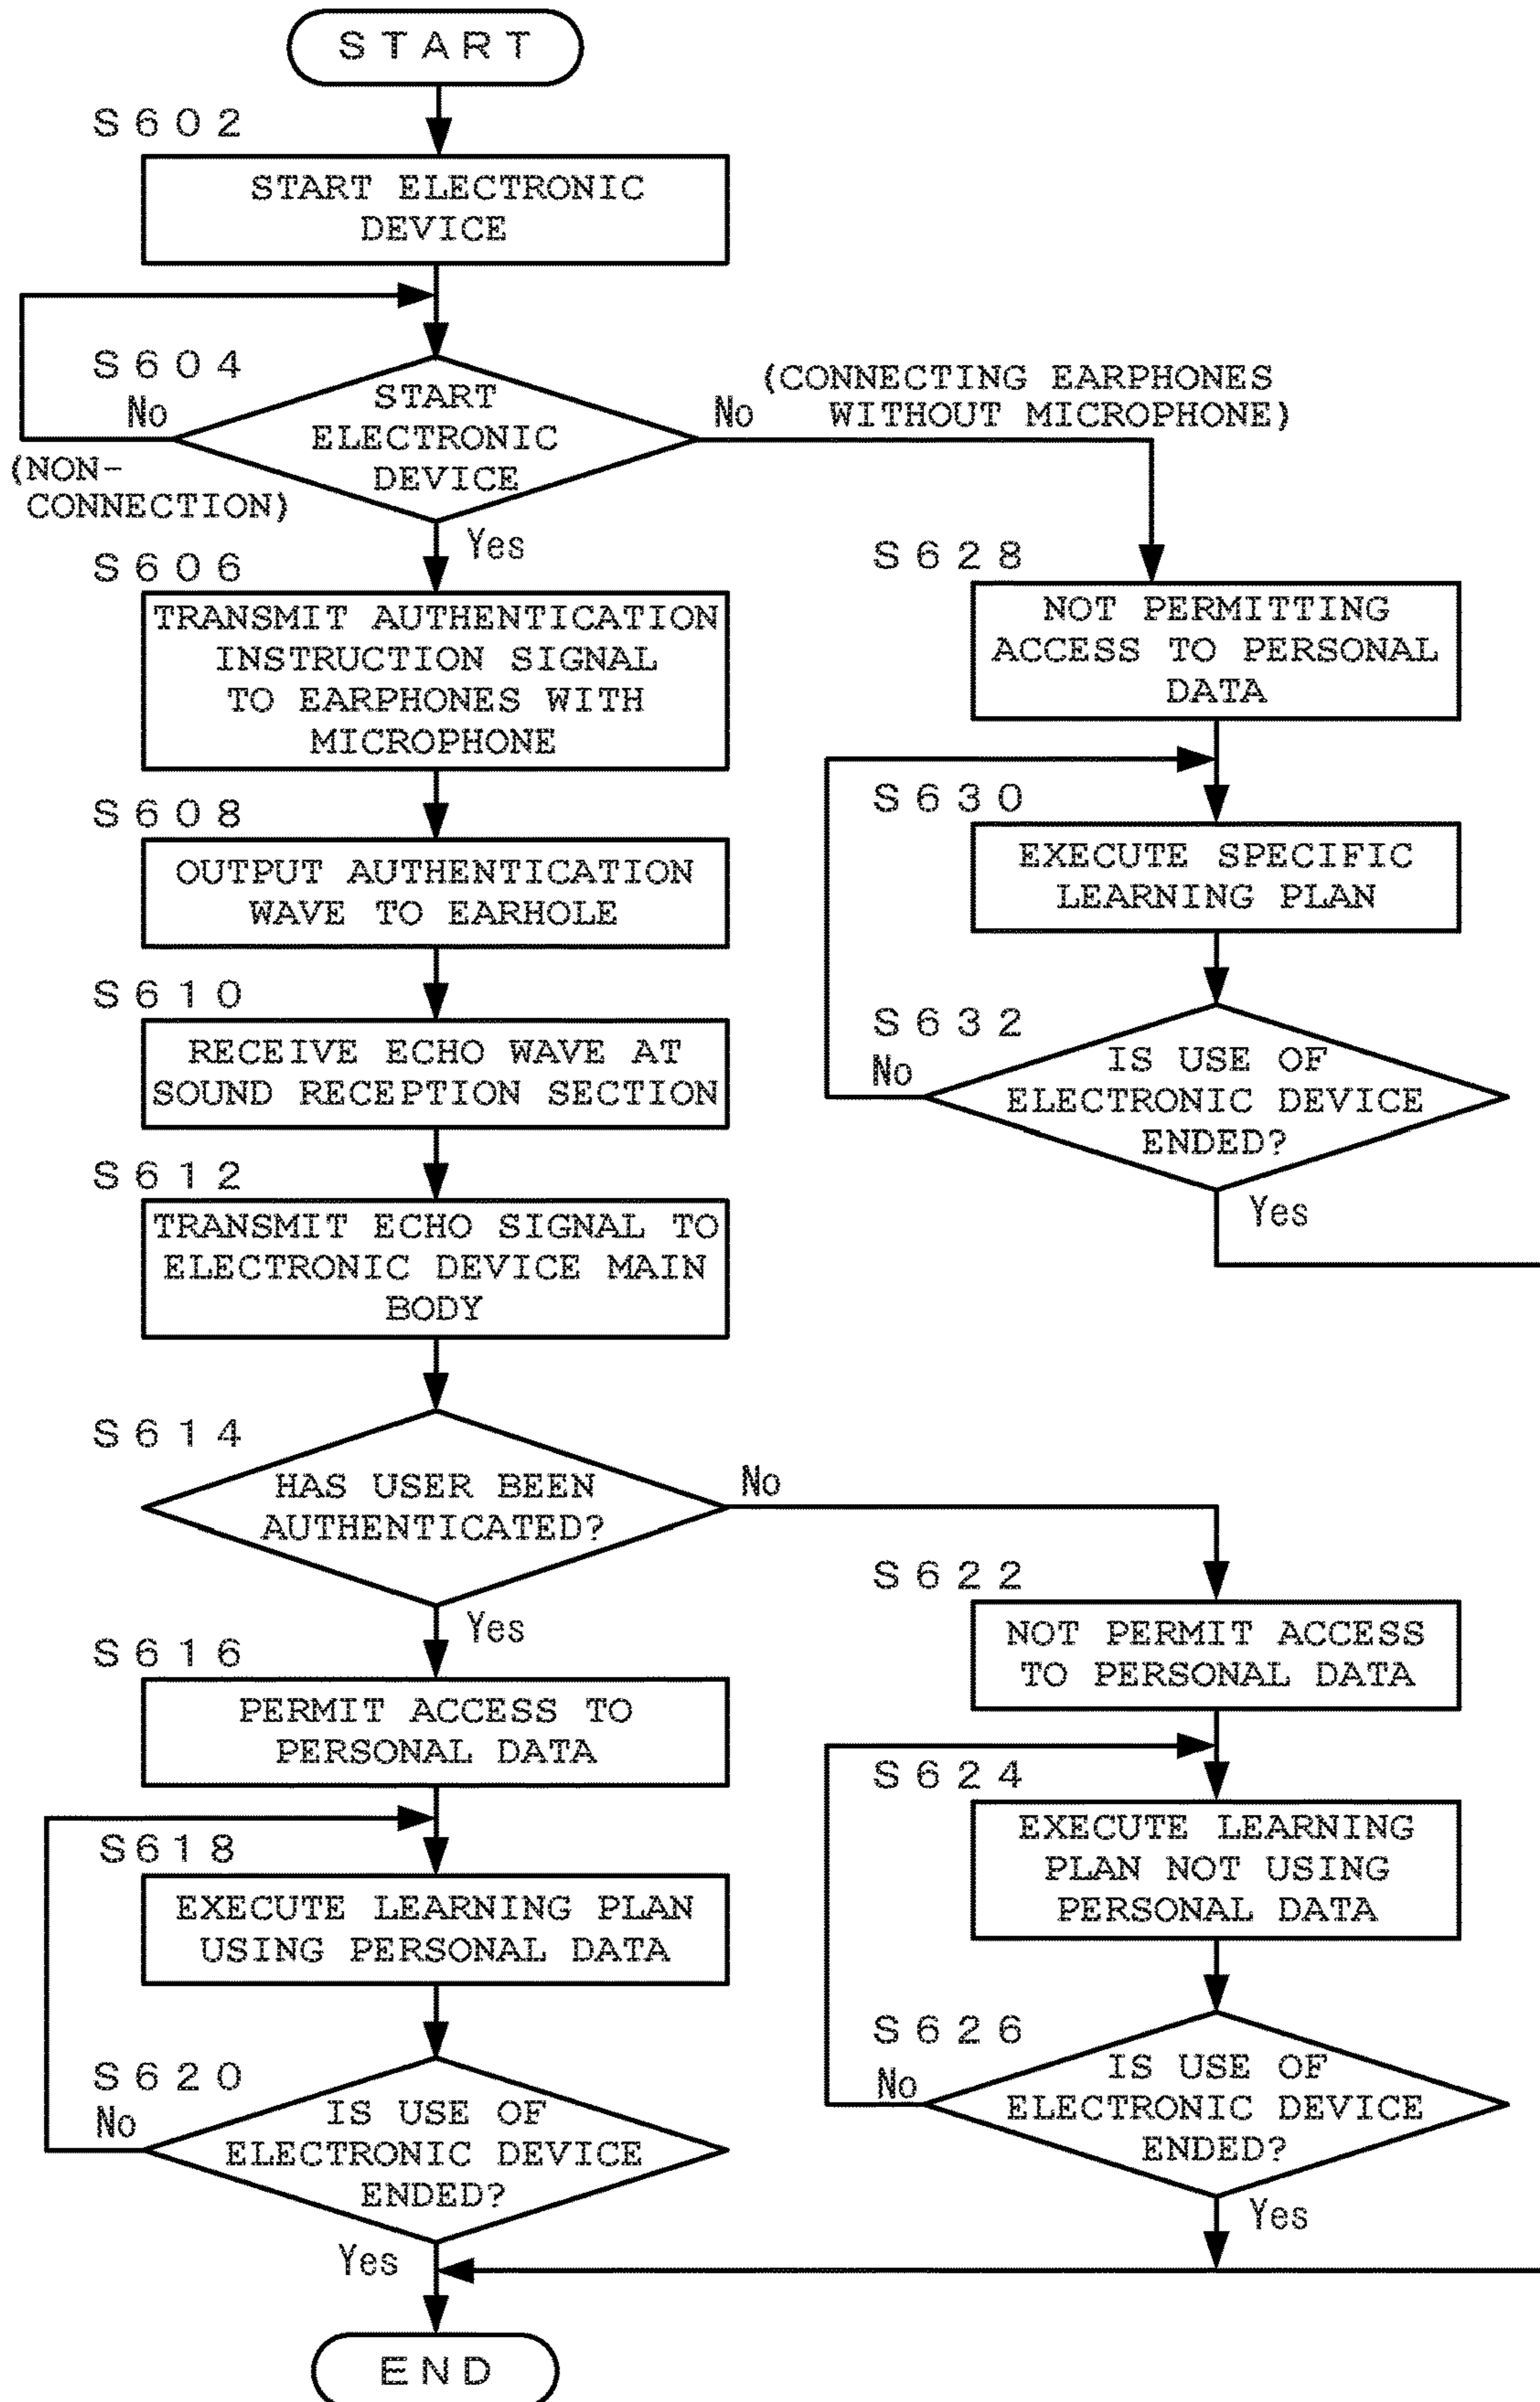 START
S602
START ELECTRONIC
DEVICE
S604
START
ELECTRONIC
DEVICE
No
(NON-
CONNECTION)
No
(CONNECTING EARPHONES
WITHOUT MICROPHONE)
Yes
S606
TRANSMIT AUTHENTICATION
INSTRUCTION SIGNAL
TO EARPHONES WITH
MICROPHONE
S608
OUTPUT AUTHENTICATION
WAVE TO EARHOLE
S610
RECEIVE ECHO WAVE AT
SOUND RECEPTION SECTION
S612
TRANSMIT ECHO SIGNAL TO
ELECTRONIC DEVICE MAIN
BODY
S614
HAS USER BEEN
AUTHENTICATED?
No
Yes
S616
PERMIT ACCESS TO
PERSONAL DATA
S618
EXECUTE LEARNING PLAN
USING PERSONAL DATA
S620
No
IS USE OF
ELECTRONIC DEVICE
ENDED?
Yes
END
S628
NOT PERMITTING
ACCESS TO PERSONAL
DATA
S630
EXECUTE SPECIFIC
LEARNING PLAN
S632
No
IS USE OF
ELECTRONIC DEVICE
ENDED?
Yes
S622
NOT PERMIT ACCESS
TO PERSONAL DATA
S624
EXECUTE LEARNING
PLAN NOT USING
PERSONAL DATA
S626
No
IS USE OF
ELECTRONIC DEVICE
ENDED?
Yes